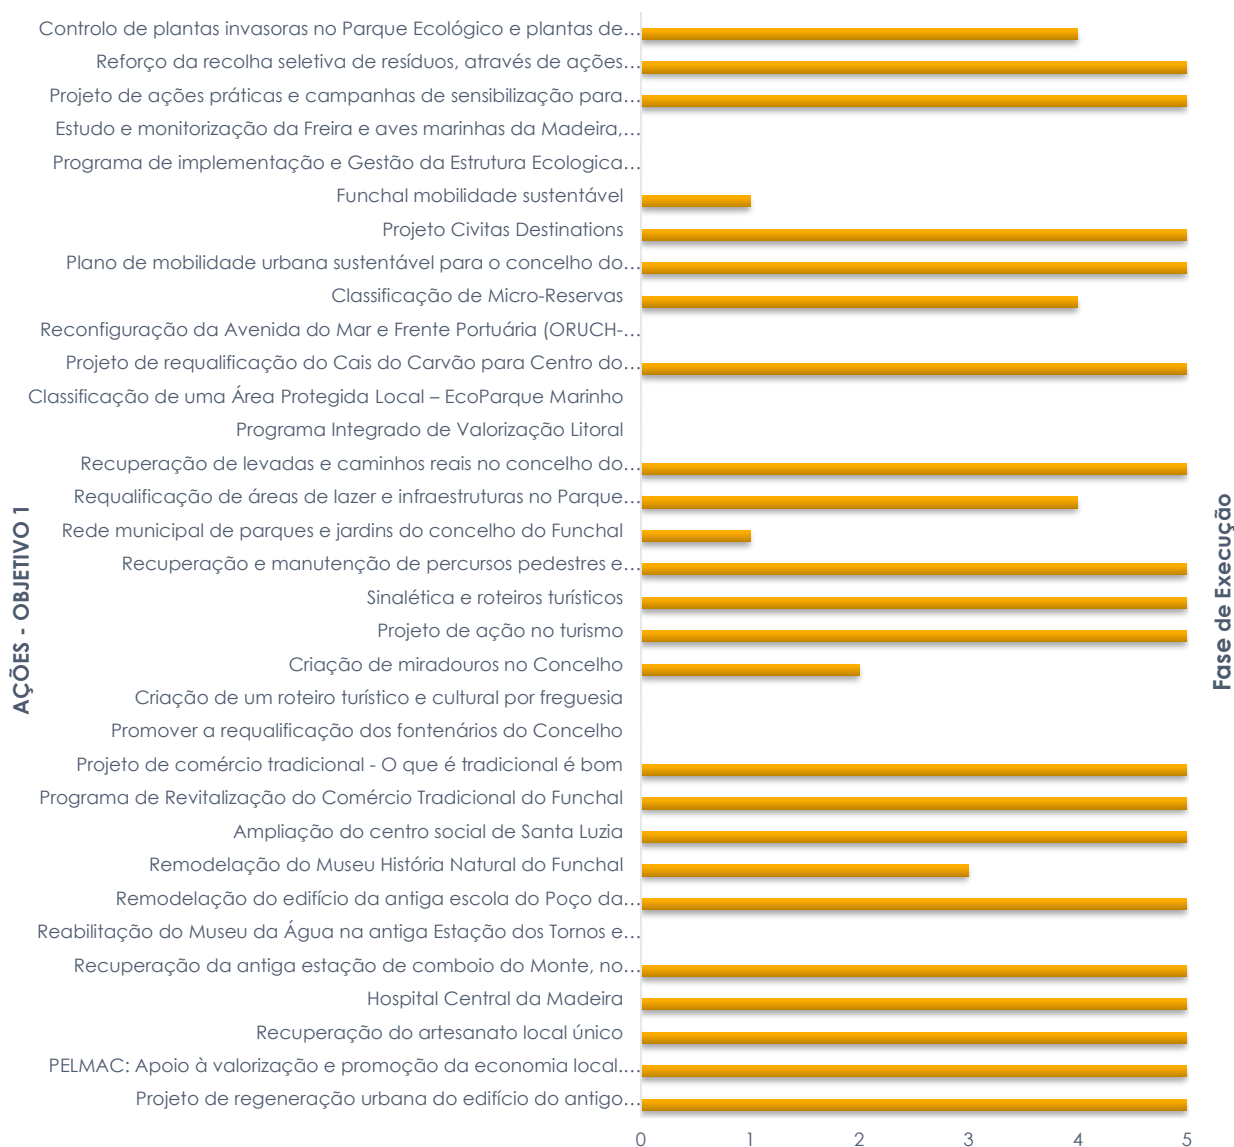 Controlo de plantas invasoras no Parque Ecológico e plantas de…
Reforço da recolha seletiva de resíduos, através de ações…
Projeto de ações práticas e campanhas de sensibilização para…
Estudo e monitorização da Freira e aves marinhas da Madeira,…
Programa de implementação e Gestão da Estrutura Ecologica…
Funchal mobilidade sustentável
Projeto Civitas Destinations
Plano de mobilidade urbana sustentável para o concelho do…
Classificação de Micro-Reservas
Reconfiguração da Avenida do Mar e Frente Portuária (ORUCH-…
Projeto de requalificação do Cais do Carvão para Centro do…
Classificação de uma Área Protegida Local – EcoParque Marinho
Programa Integrado de Valorização Litoral
Recuperação de levadas e caminhos reais no concelho do…
Requalificação de áreas de lazer e infraestruturas no Parque…
Rede municipal de parques e jardins do concelho do Funchal
Recuperação e manutenção de percursos pedestres e…
Sinalética e roteiros turísticos
Projeto de ação no turismo
Criação de miradouros no Concelho
Criação de um roteiro turístico e cultural por freguesia
Promover a requalificação dos fontenários do Concelho
Projeto de comércio tradicional - O que é tradicional é bom
Programa de Revitalização do Comércio Tradicional do Funchal
Ampliação do centro social de Santa Luzia
Remodelação do Museu História Natural do Funchal
Remodelação do edifício da antiga escola do Poço da…
Reabilitação do Museu da Água na antiga Estação dos Tornos e…
Recuperação da antiga estação de comboio do Monte, no…
Hospital Central da Madeira
Recuperação do artesanato local único
PELMAC: Apoio à valorização e promoção da economia local.…
Projeto de regeneração urbana do edifício do antigo…
0 1 2 3 4 5
AÇÕES - OBJETIVO 1
Fase de Execução